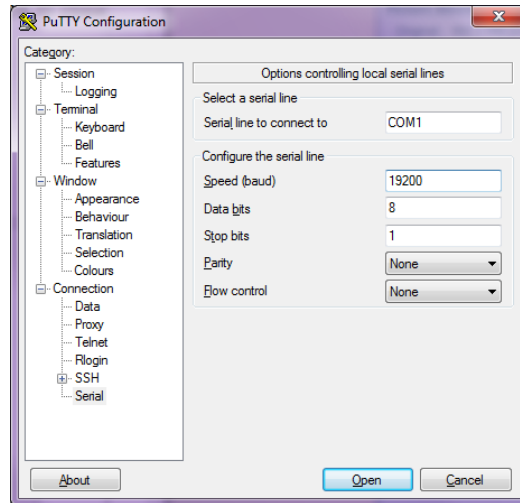 PuTTY Configuration
Category:
Session
Logging
Terminal
Keyboard
Bell
Features
Window
Appearance
Behaviour
Translation
Selection
Colours
Connection
Data
Proxy
Telnet
Rlogin
SSH
Serial
Options controlling local serial lines
Select a serial line
Serial line to connect to COM1
Configure the serial line
Speed (baud) 19200
Data bits 8
Stop bits 1
Parity None
Flow control None
About Open Cancel